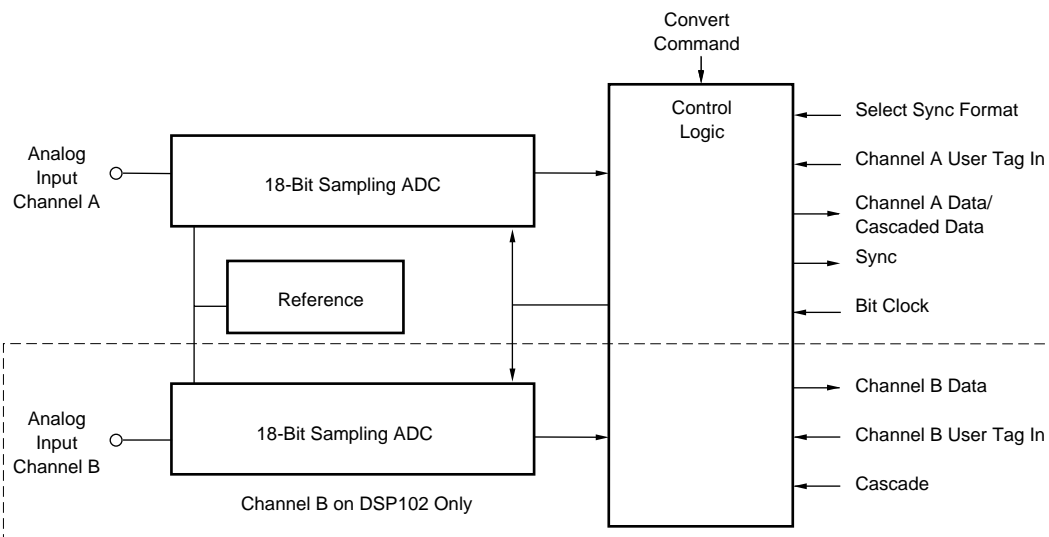 Convert
Command
Control
Logic
Select Sync Format
Analog
Input
Channel A
18-Bit Sampling ADC
Channel A User Tag In
Channel A Data/
Cascaded Data
Sync
Reference
Bit Clock
Channel B Data
Analog
Input
Channel B
18-Bit Sampling ADC
Channel B User Tag In
Cascade
Channel B on DSP102 Only